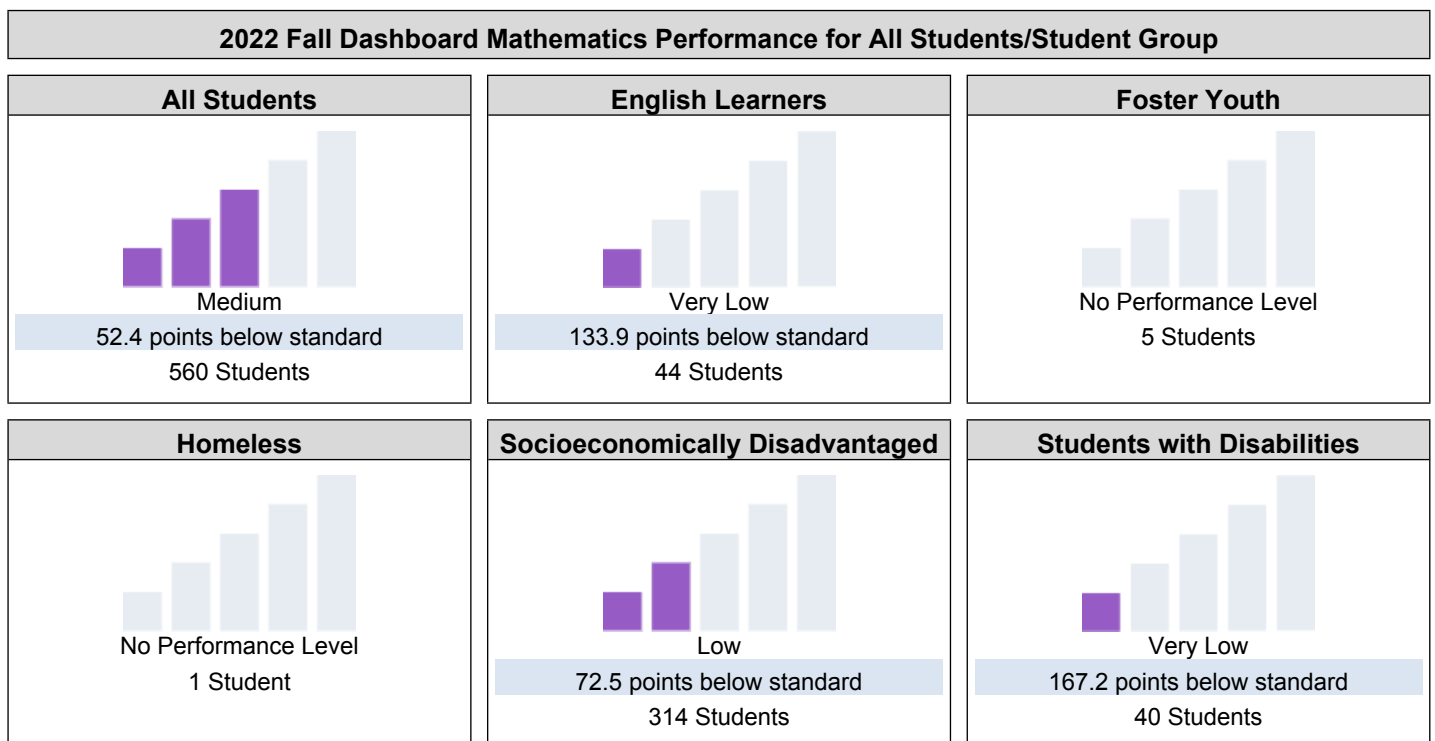 2022 Fall Dashboard Mathematics Performance for All Students/Student Group
All Students
Medium
52.4 points below standard
560 Students
English Learners
Very Low
133.9 points below standard
44 Students
Foster Youth
No Performance Level
5 Students
Homeless
No Performance Level
1 Student
Socioeconomically Disadvantaged
Low
72.5 points below standard
314 Students
Students with Disabilities
Very Low
167.2 points below standard
40 Students